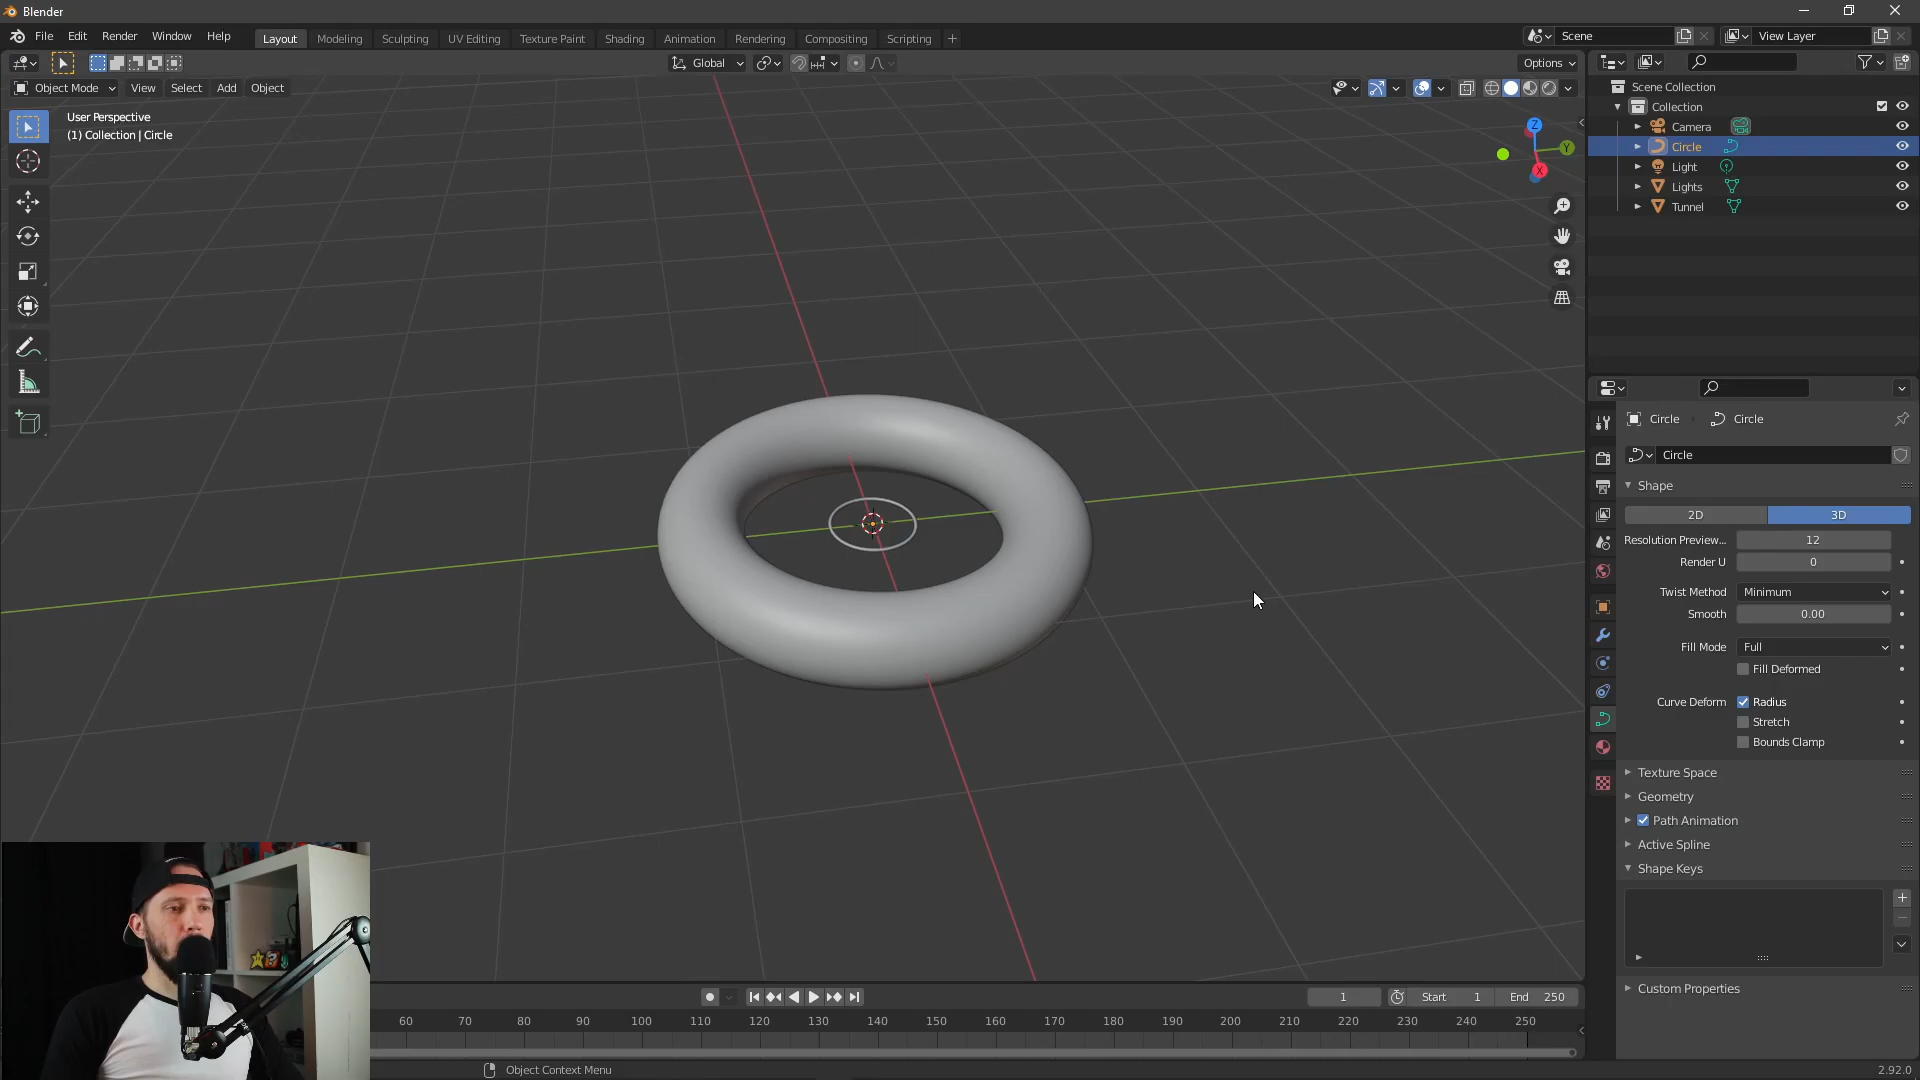 Blender
File Edit Render Window Help
Layout Modeling Sculpting UV Editing Texture Paint Shading Animation Rendering Compositing Scripting
Scene
View Layer
Global
Options
Object Mode View Select Add Object
User Perspective
(1) Collection | Circle
Z
Y
X
Scene Collection
Collection
Camera
Circle
Light
Lights
Tunnel
Circle Circle
Circle
Shape
2D 3D
Resolution Preview... 12
Render U 0
Twist Method Minimum
Smooth 0.00
Fill Mode Full
Fill Deformed
Curve Deform Radius
Stretch
Bounds Clamp
Texture Space
Geometry
Path Animation
Active Spline
Shape Keys
Custom Properties
1 Start 1 End 250
60 70 80 90 100 110 120 130 140 150 160 170 180 190 200 210 220 230 240 250
Object Context Menu
2.92.0